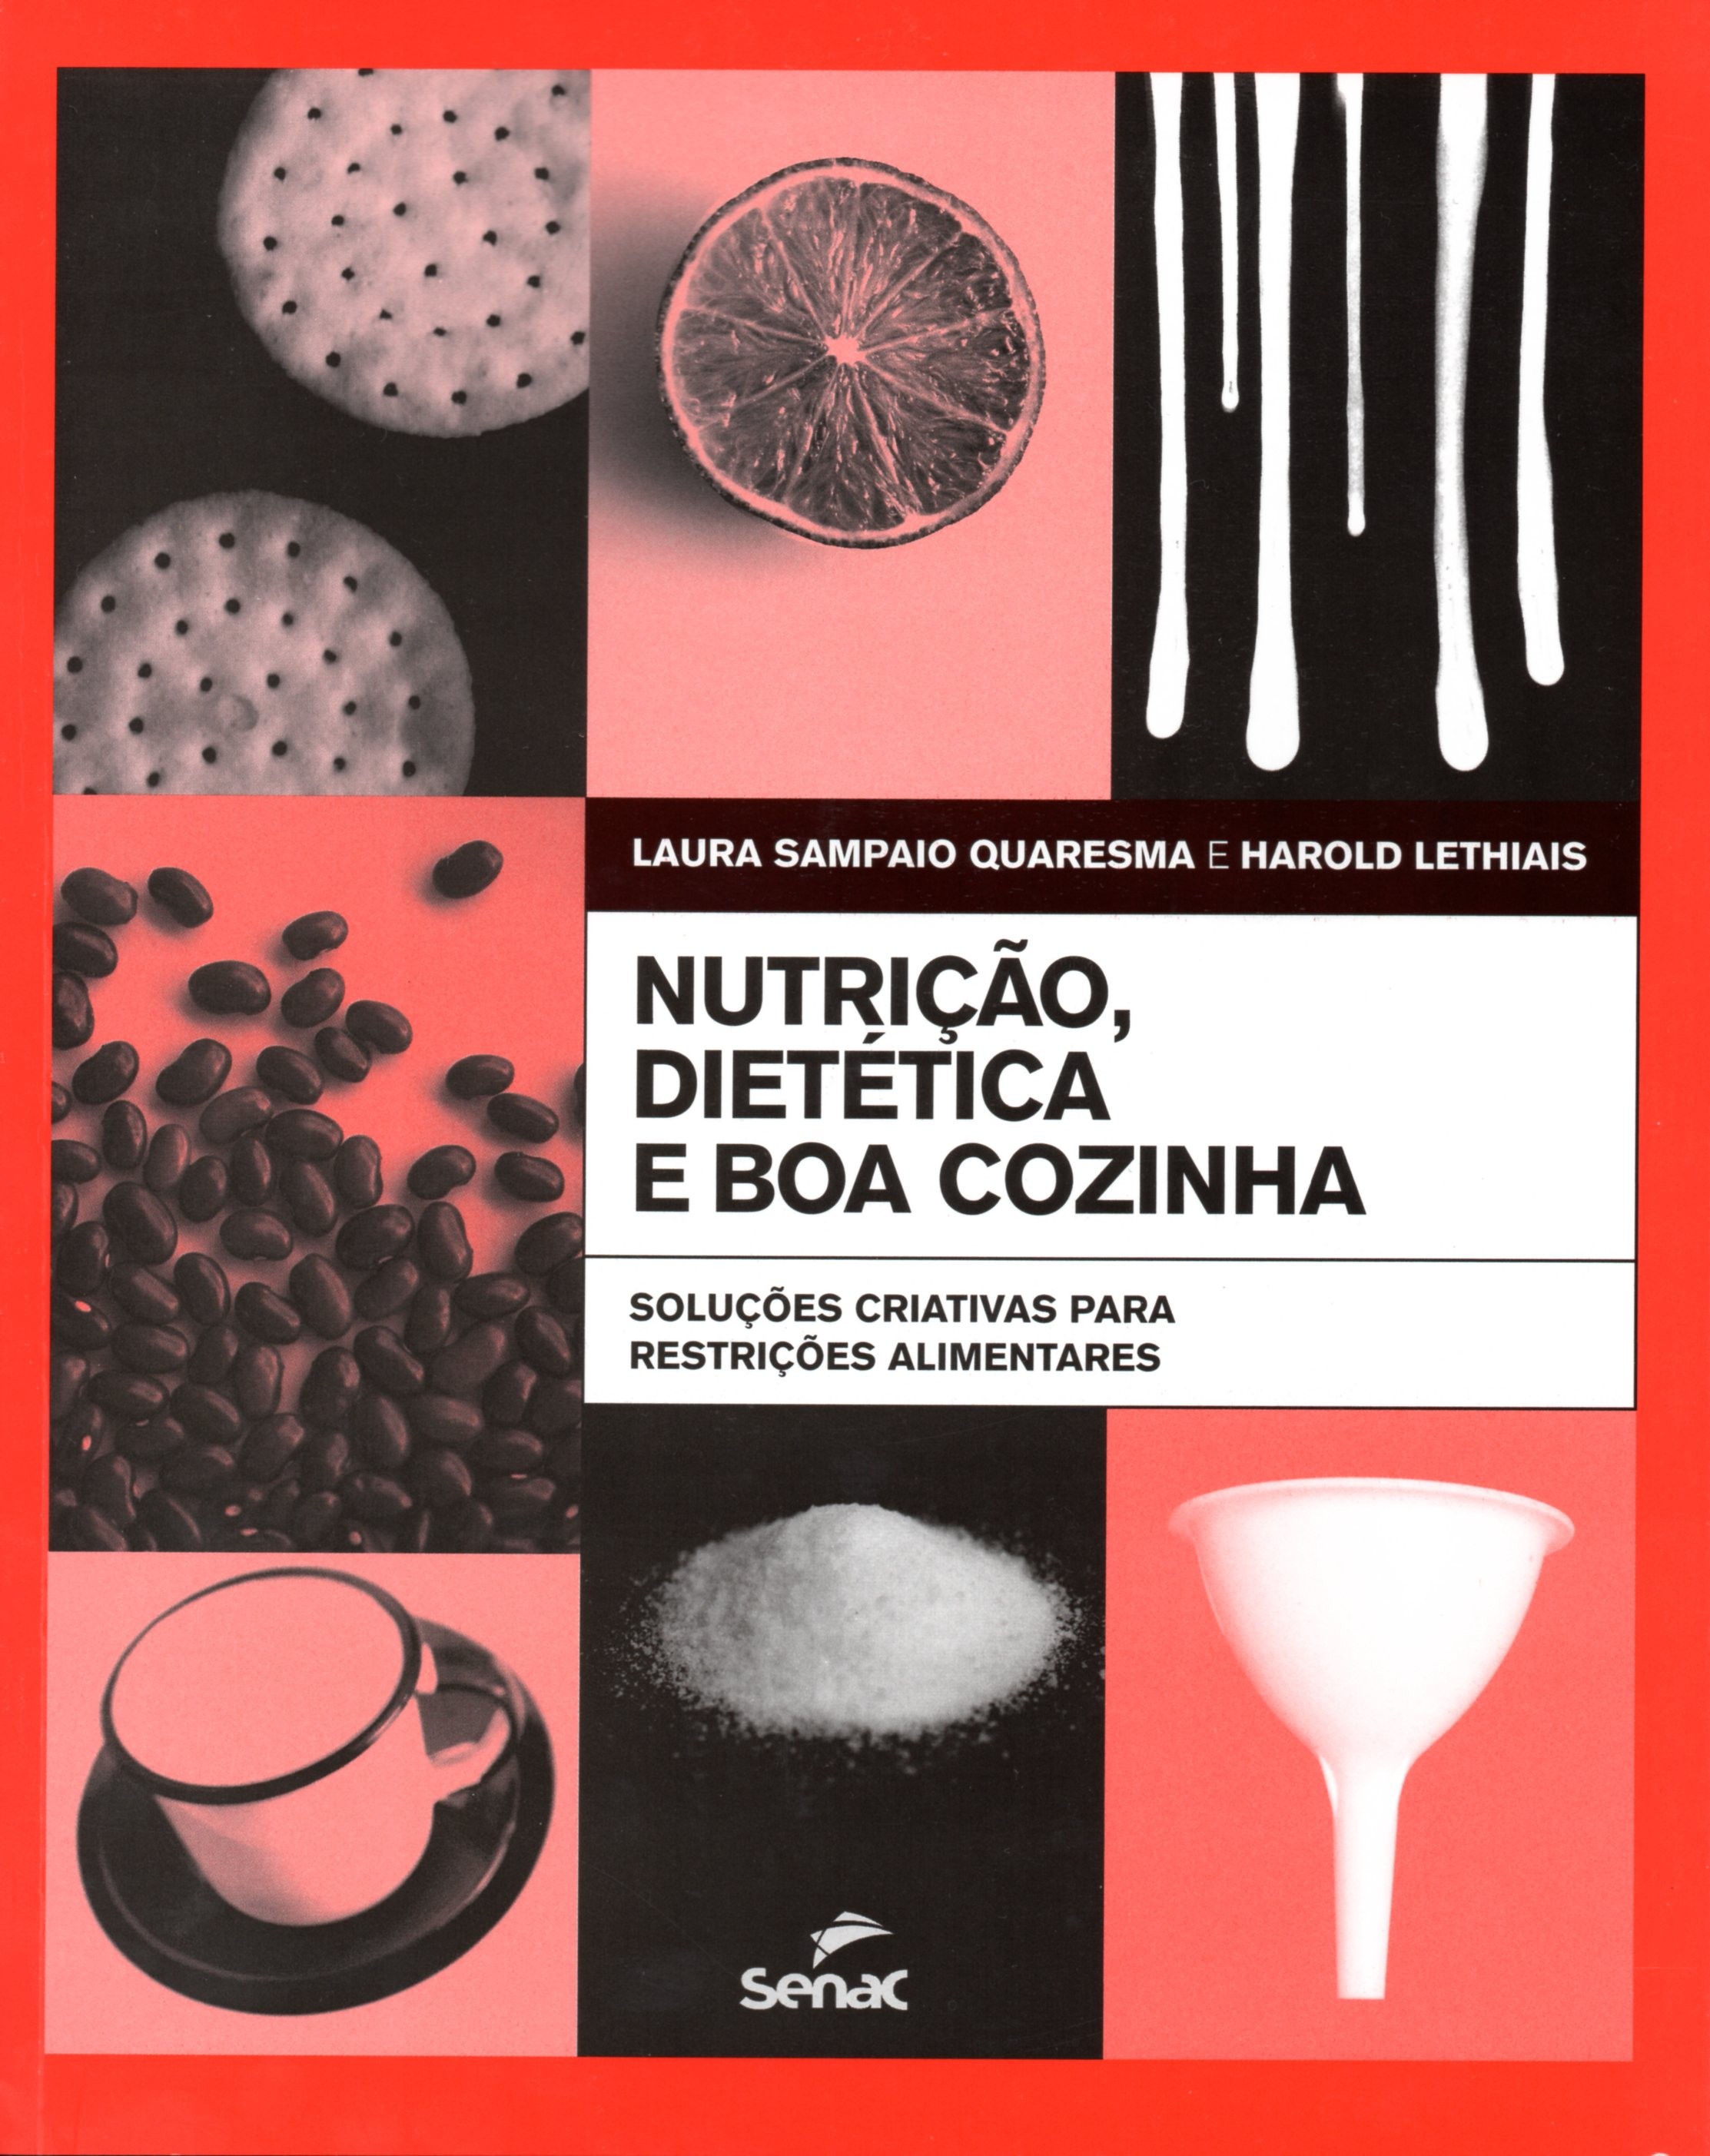 LAURA SAMPAIO QUARESMA E HAROLD LETHIAIS
NUTRIÇÃO,
DIETÉTICA
E BOA COZINHA
SOLUÇÕES CRIATIVAS PARA
RESTRIÇÕES ALIMENTARES
Senac